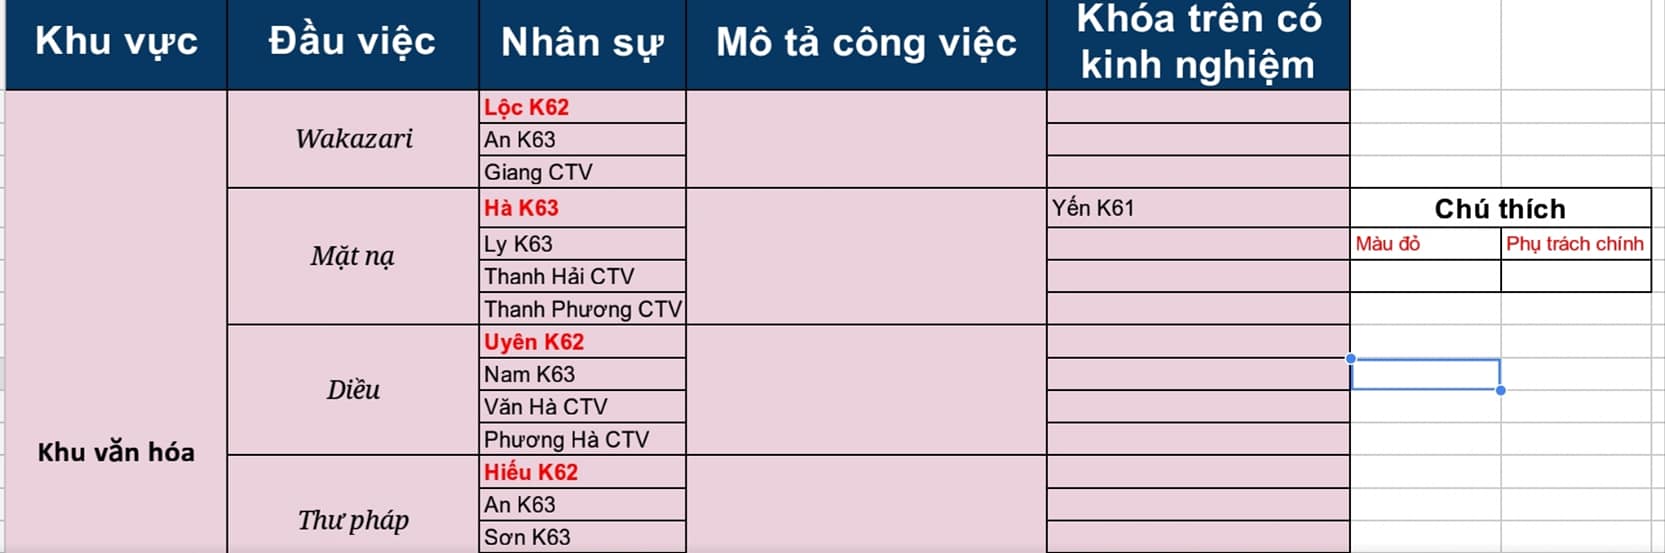 Khu vực Đầu việc Nhân sự Mô tả công việc Khóa trên có
kinh nghiệm
Lộc K62
Wakazari An K63
Giang CTV
Hà K63 Yến K61 Chú thích
Mặt nạ Ly K63 Màu đỏ Phụ trách chính
Thanh Hải CTV
Thanh Phương CTV
Uyên K62
Diều Nam K63
Văn Hà CTV
Khu văn hóa Phương Hà CTV
Hiếu K62
Thư pháp An K63
Sơn K63